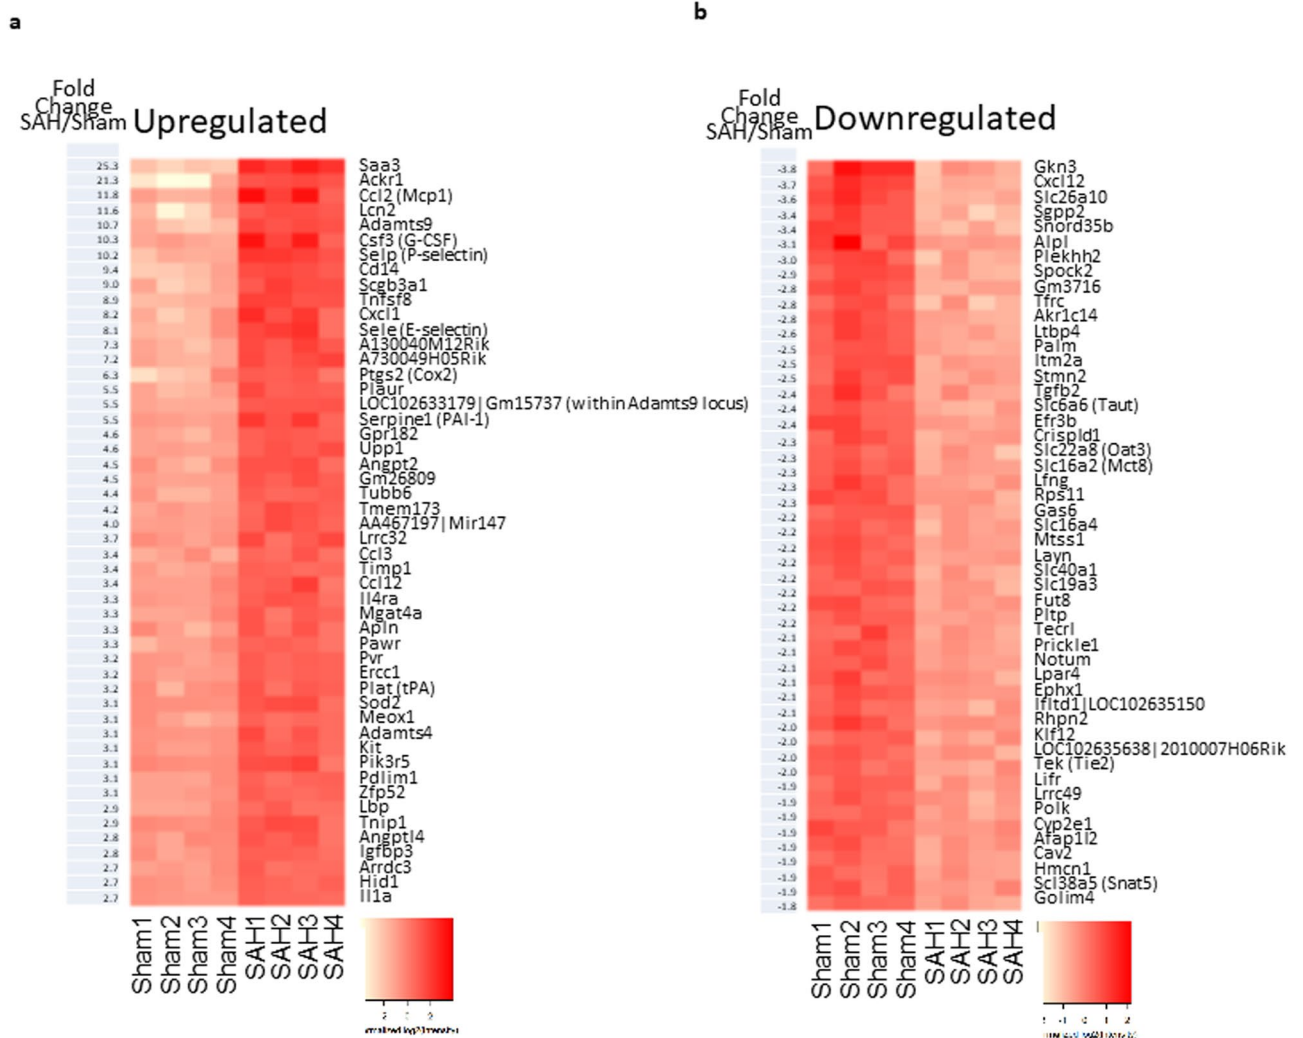 a
Fold
Change
SAH/Sham
Upregulated
25.3 Saa3
21.3 Ackr1
11.8 Ccl2 (Mcp1)
11.6 Lcn2
10.7 Adamts9
10.3 Csf3 (G-CSF)
10.2 Selp (P-selectin)
9.4 Cd14
9.0 Scgb3a1
8.9 Tnfsf8
8.2 Cxcl1
8.1 Sele (E-selectin)
7.3 A130040M12Rik
7.2 A730049H05Rik
6.3 Ptgs2 (Cox2)
5.5 Plaur
5.5 LOC102633179|Gm15737 (within Adamts9 locus)
5.5 Serpine1 (PAI-1)
4.6 Gpr182
4.6 Upp1
4.5 Angpt2
4.5 Gm26809
4.4 Tubb6
4.2 Tmem173
4.0 AA467197|Mir147
3.7 Lrrc32
3.4 Ccl3
3.4 Timp1
3.4 Ccl12
3.3 Il4ra
3.3 Mgat4a
3.3 Apln
3.3 Pawr
3.2 Pvr
3.2 Ercc1
3.2 Plat (tPA)
3.1 Sod2
3.1 Meox1
3.1 Adamts4
3.1 Kit
3.1 Pik3r5
3.1 Pdlim1
3.1 Zfp52
2.9 Lbp
2.9 Tnip1
2.8 Angptl4
2.8 Igfbp3
2.7 Arrdc3
2.7 Hid1
2.7 Il1a
Sham1 Sham2 Sham3 Sham4 SAH1 SAH2 SAH3 SAH4
b
Fold
Change
SAH/Sham
Downregulated
-3.8 Gkn3
-3.7 Cxcl12
-3.6 Slc26a10
-3.4 Sgpp2
-3.4 Snord35b
-3.1 Alpl
-3.0 Plekhh2
-2.9 Spock2
-2.8 Gm3716
-2.8 Tfrc
-2.8 Akr1c14
-2.6 Ltbp4
-2.5 Palm
-2.5 Itm2a
-2.5 Stmn2
-2.4 Tgfb2
-2.4 Slc6a6 (Taut)
-2.4 Efr3b
-2.3 Crispld1
-2.3 Slc22a8 (Oat3)
-2.3 Slc16a2 (Mct8)
-2.3 Lfng
-2.3 Rps11
-2.2 Gas6
-2.2 Slc16a4
-2.2 Mtss1
-2.2 Layn
-2.2 Slc40a1
-2.2 Slc19a3
-2.2 Fut8
-2.2 Pltp
-2.1 Tecrl
-2.1 Prickle1
-2.1 Notum
-2.1 Lpar4
-2.1 Ephx1
-2.1 Ifltd1|LOC102635150
-2.0 Rhpn2
-2.0 Klf12
-2.0 LOC102635638|2010007H06Rik
-2.0 Tek (Tie2)
-1.9 Lifr
-1.9 Lrrc49
-1.9 Polk
-1.9 Cyp2e1
-1.9 Afap1l2
-1.9 Cav2
-1.9 Hmcn1
-1.9 Scl38a5 (Snat5)
-1.8 Golim4
Sham1 Sham2 Sham3 Sham4 SAH1 SAH2 SAH3 SAH4
-1 0 1 2